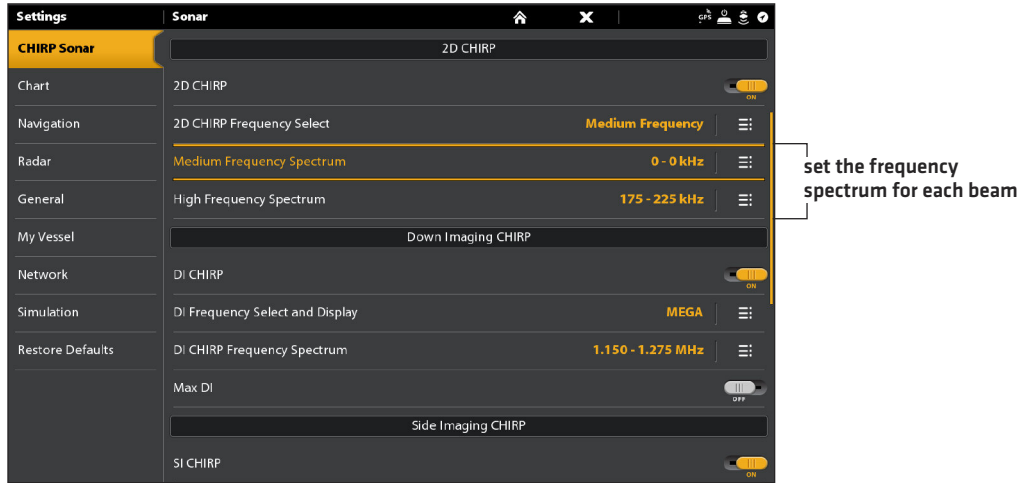 Settings
Sonar
GPS
CHIRP Sonar
2D CHIRP
Chart
2D CHIRP
ON
Navigation
2D CHIRP Frequency Select
Medium Frequency
Radar
Medium Frequency Spectrum
0 - 0 kHz
set the frequency
spectrum for each beam
General
High Frequency Spectrum
175 - 225 kHz
My Vessel
Down Imaging CHIRP
Network
DI CHIRP
ON
Simulation
DI Frequency Select and Display
MEGA
Restore Defaults
DI CHIRP Frequency Spectrum
1.150 - 1.275 MHz
Max DI
OFF
Side Imaging CHIRP
SI CHIRP
ON